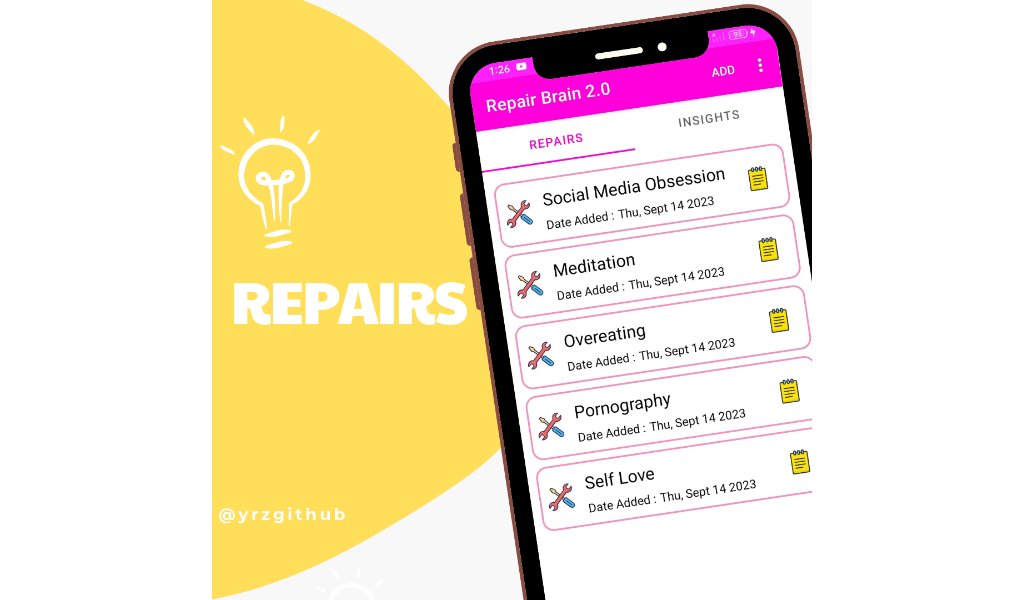 1:26
95
Repair Brain 2.0
ADD
REPAIRS
INSIGHTS
Social Media Obsession
Date Added : Thu, Sept 14 2023
Meditation
Date Added : Thu, Sept 14 2023
Overeating
Date Added : Thu, Sept 14 2023
Pornography
Date Added : Thu, Sept 14 2023
Self Love
Date Added : Thu, Sept 14 2023
REPAIRS
@yrzgithub